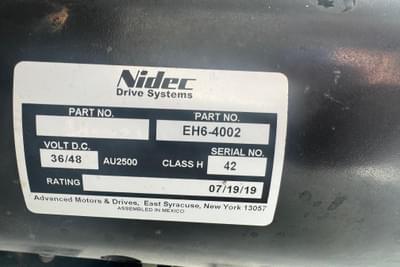 Nidec
Drive Systems
PART NO. PART NO.
EH6-4002
VOLT D.C. SERIAL NO.
36/48 AU2500 CLASS H 42
RATING 07/19/19
Advanced Motors & Drives, East Syracuse, New York 13057
ASSEMBLED IN MEXICO